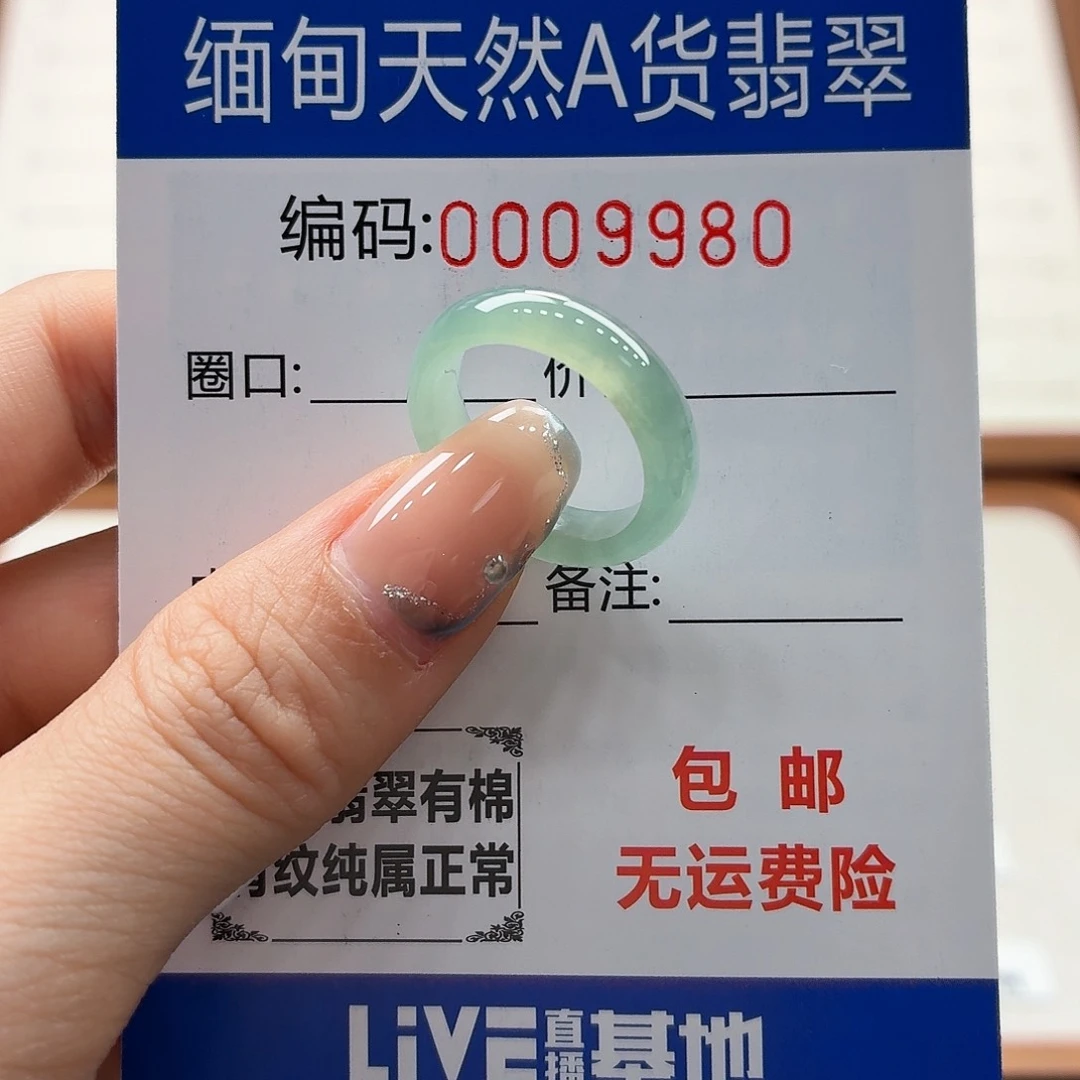 缅甸天然A货翡翠
编码:0009980
圈口: 价
备注:
翡翠有棉
有纹纯属正常
包 邮
无运费险
LiVE直播基地